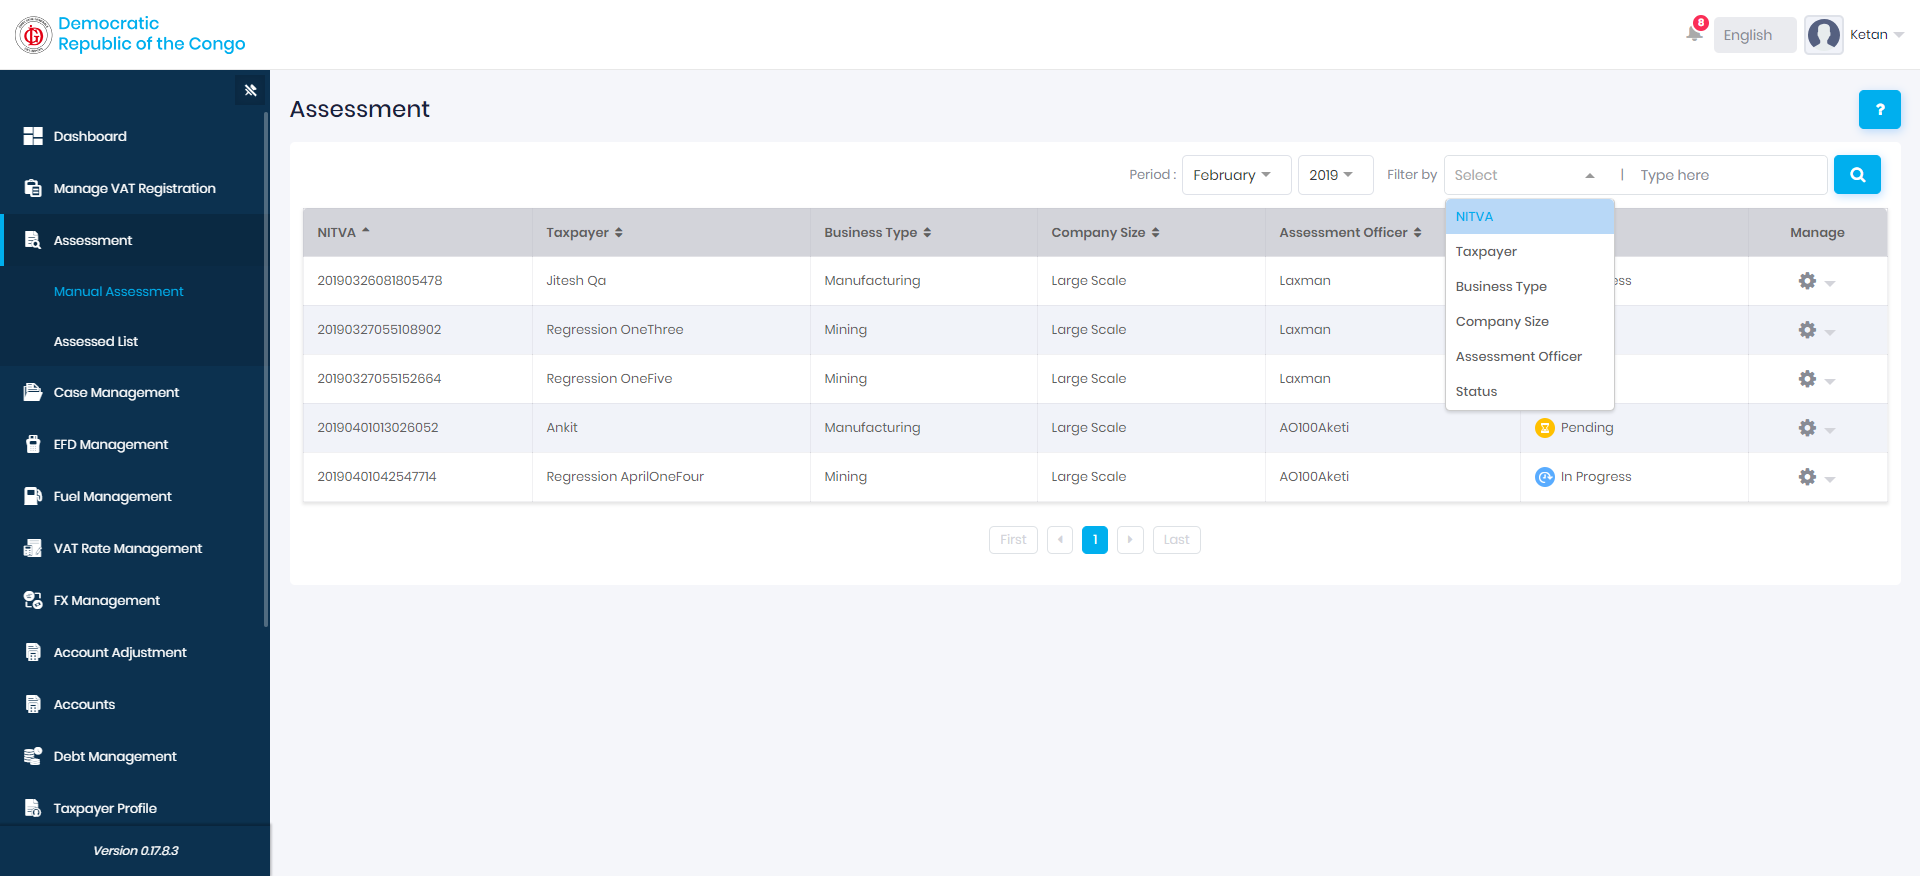 Democratic
Republic of the Congo
8
English
Ketan
Dashboard
Manage VAT Registration
Assessment
Manual Assessment
Assessed List
Case Management
EFD Management
Fuel Management
VAT Rate Management
FX Management
Account Adjustment
Accounts
Debt Management
Taxpayer Profile
Version 0.17.8.3
Assessment
?
Period : February 2019 Filter by Select | Type here
NITVA Taxpayer Business Type Company Size Assessment Officer Manage
20190326081805478 Jitesh Qa Manufacturing Large Scale Laxman ess
20190327055108902 Regression OneThree Mining Large Scale Laxman
20190327055152664 Regression OneFive Mining Large Scale Laxman
20190401013026052 Ankit Manufacturing Large Scale AO100Aketi Pending
20190401042547714 Regression AprilOneFour Mining Large Scale AO100Aketi In Progress
NITVA
Taxpayer
Business Type
Company Size
Assessment Officer
Status
First 1 Last